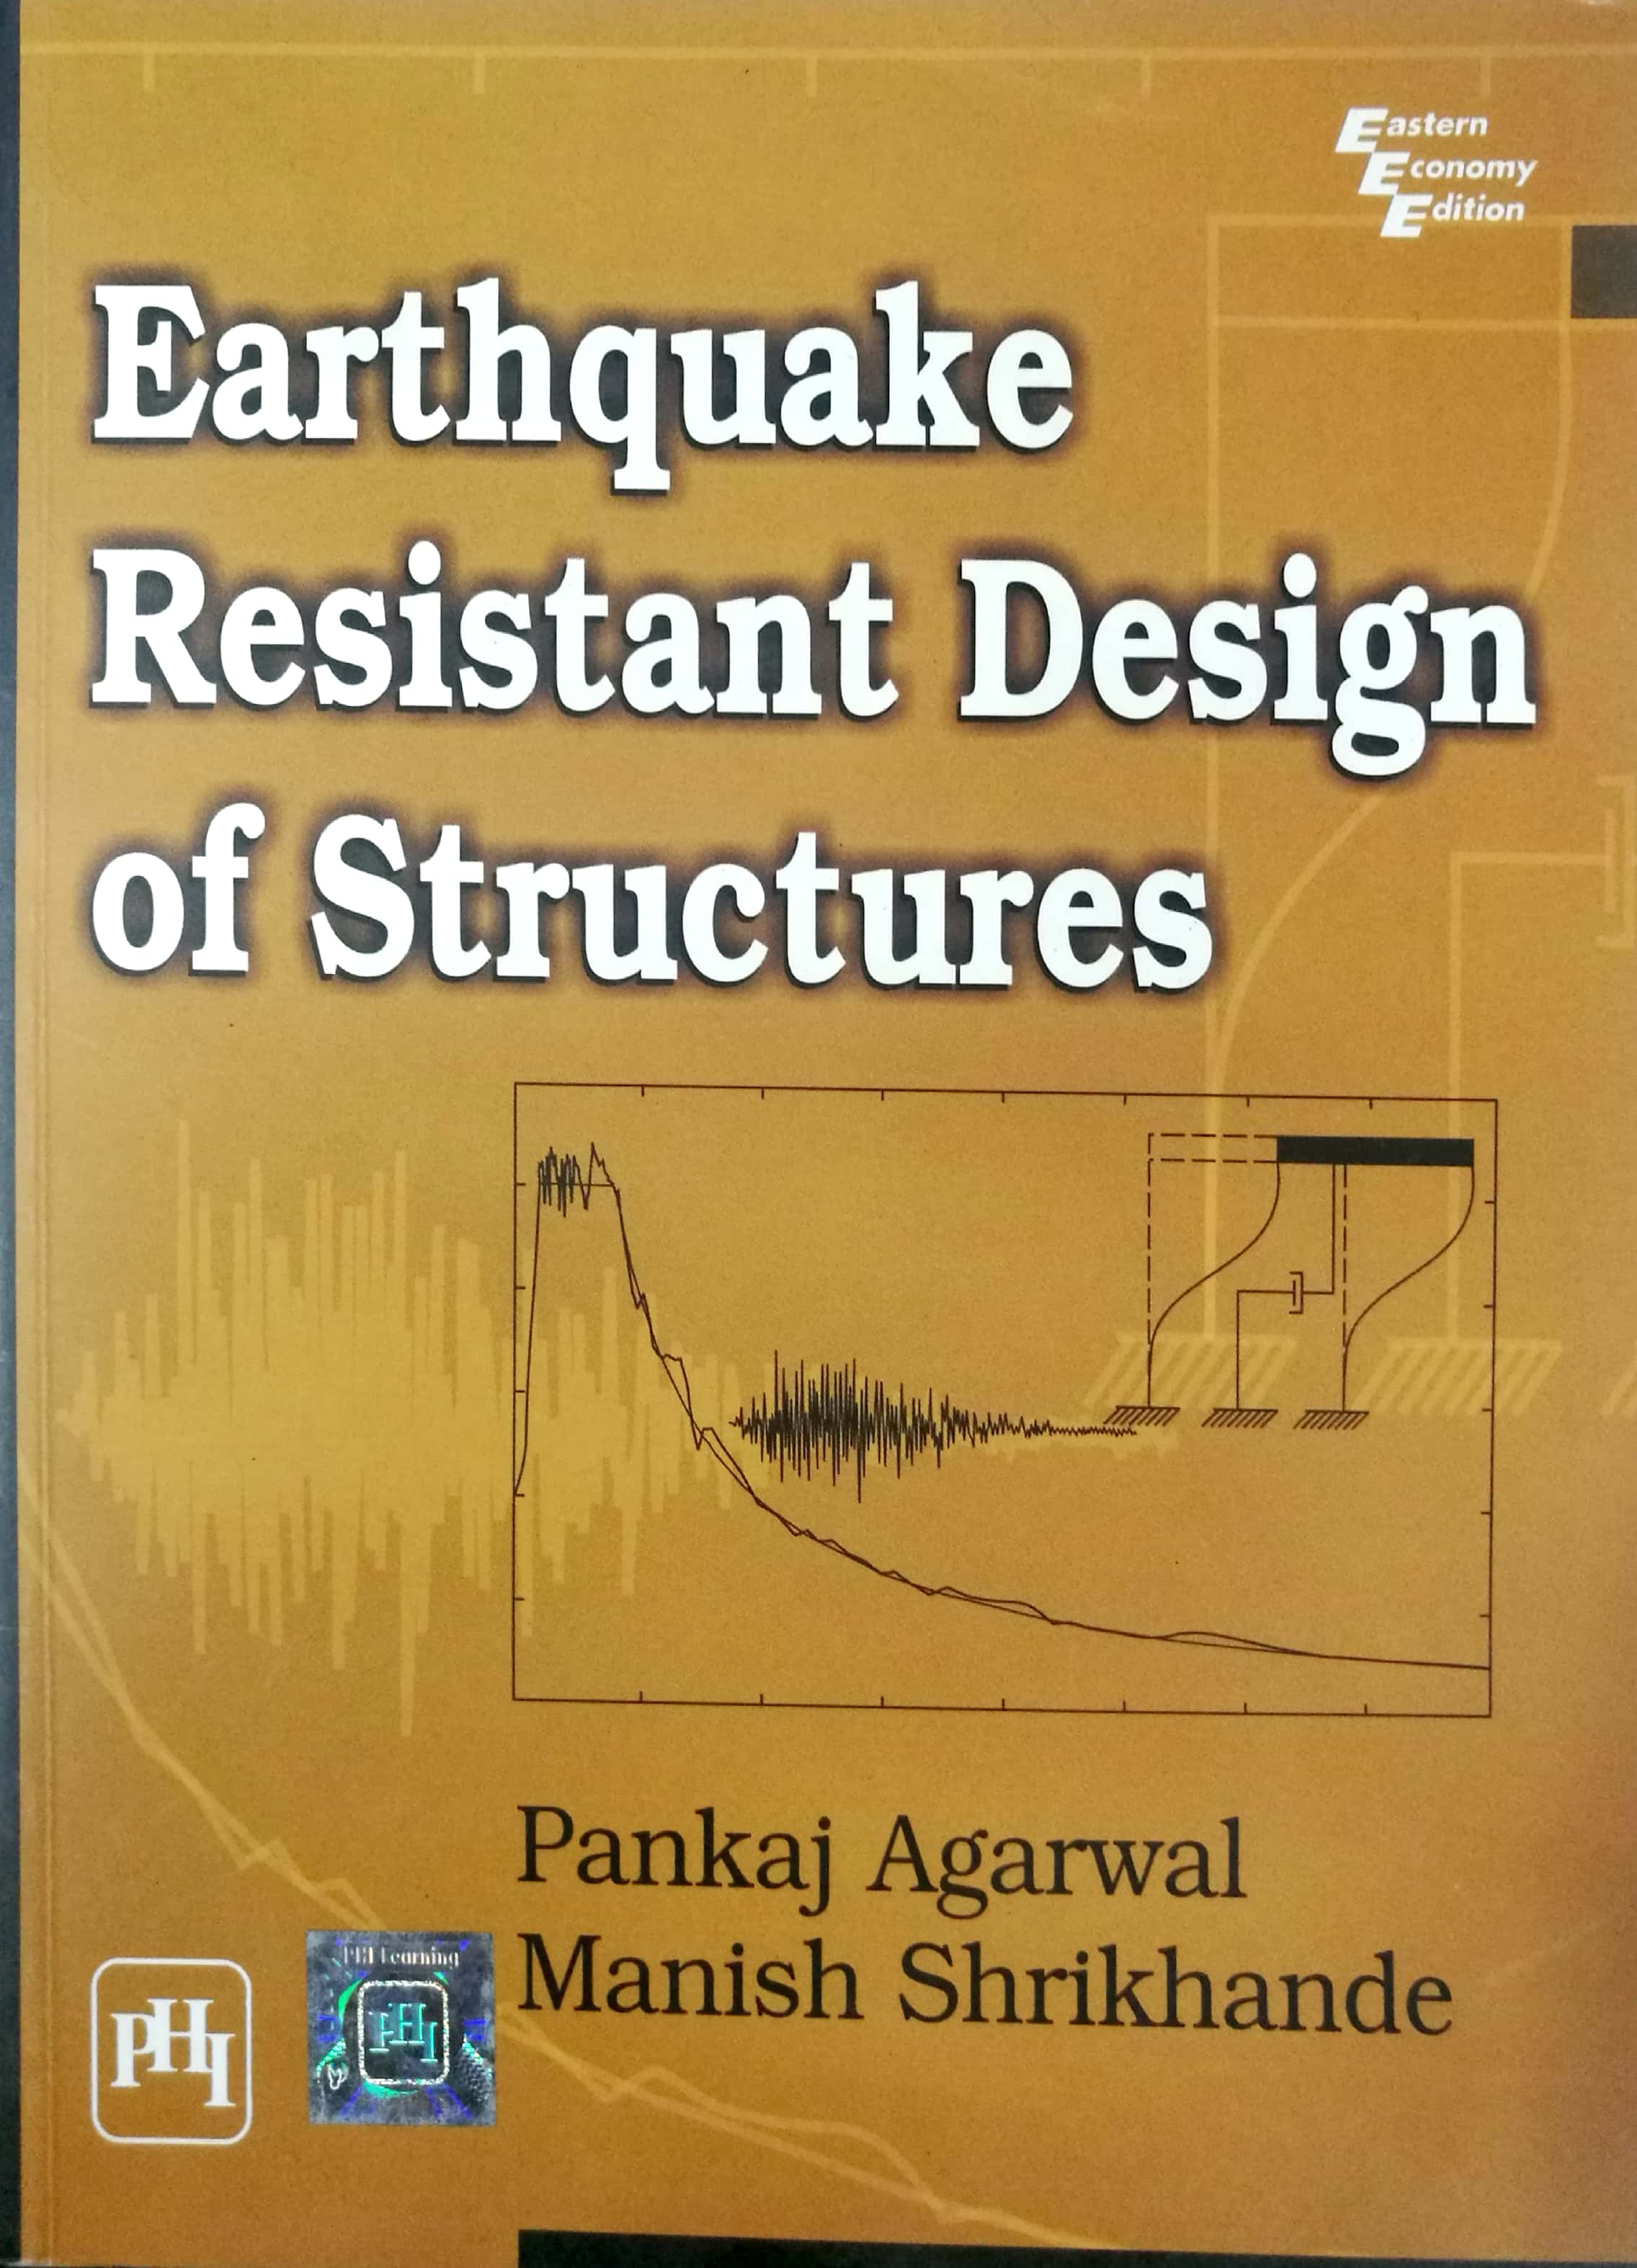 Eastern
Economy
Edition
Earthquake
Resistant Design
of Structures
Pankaj Agarwal
Manish Shrikhande
PHI
PHI Learning
PHI